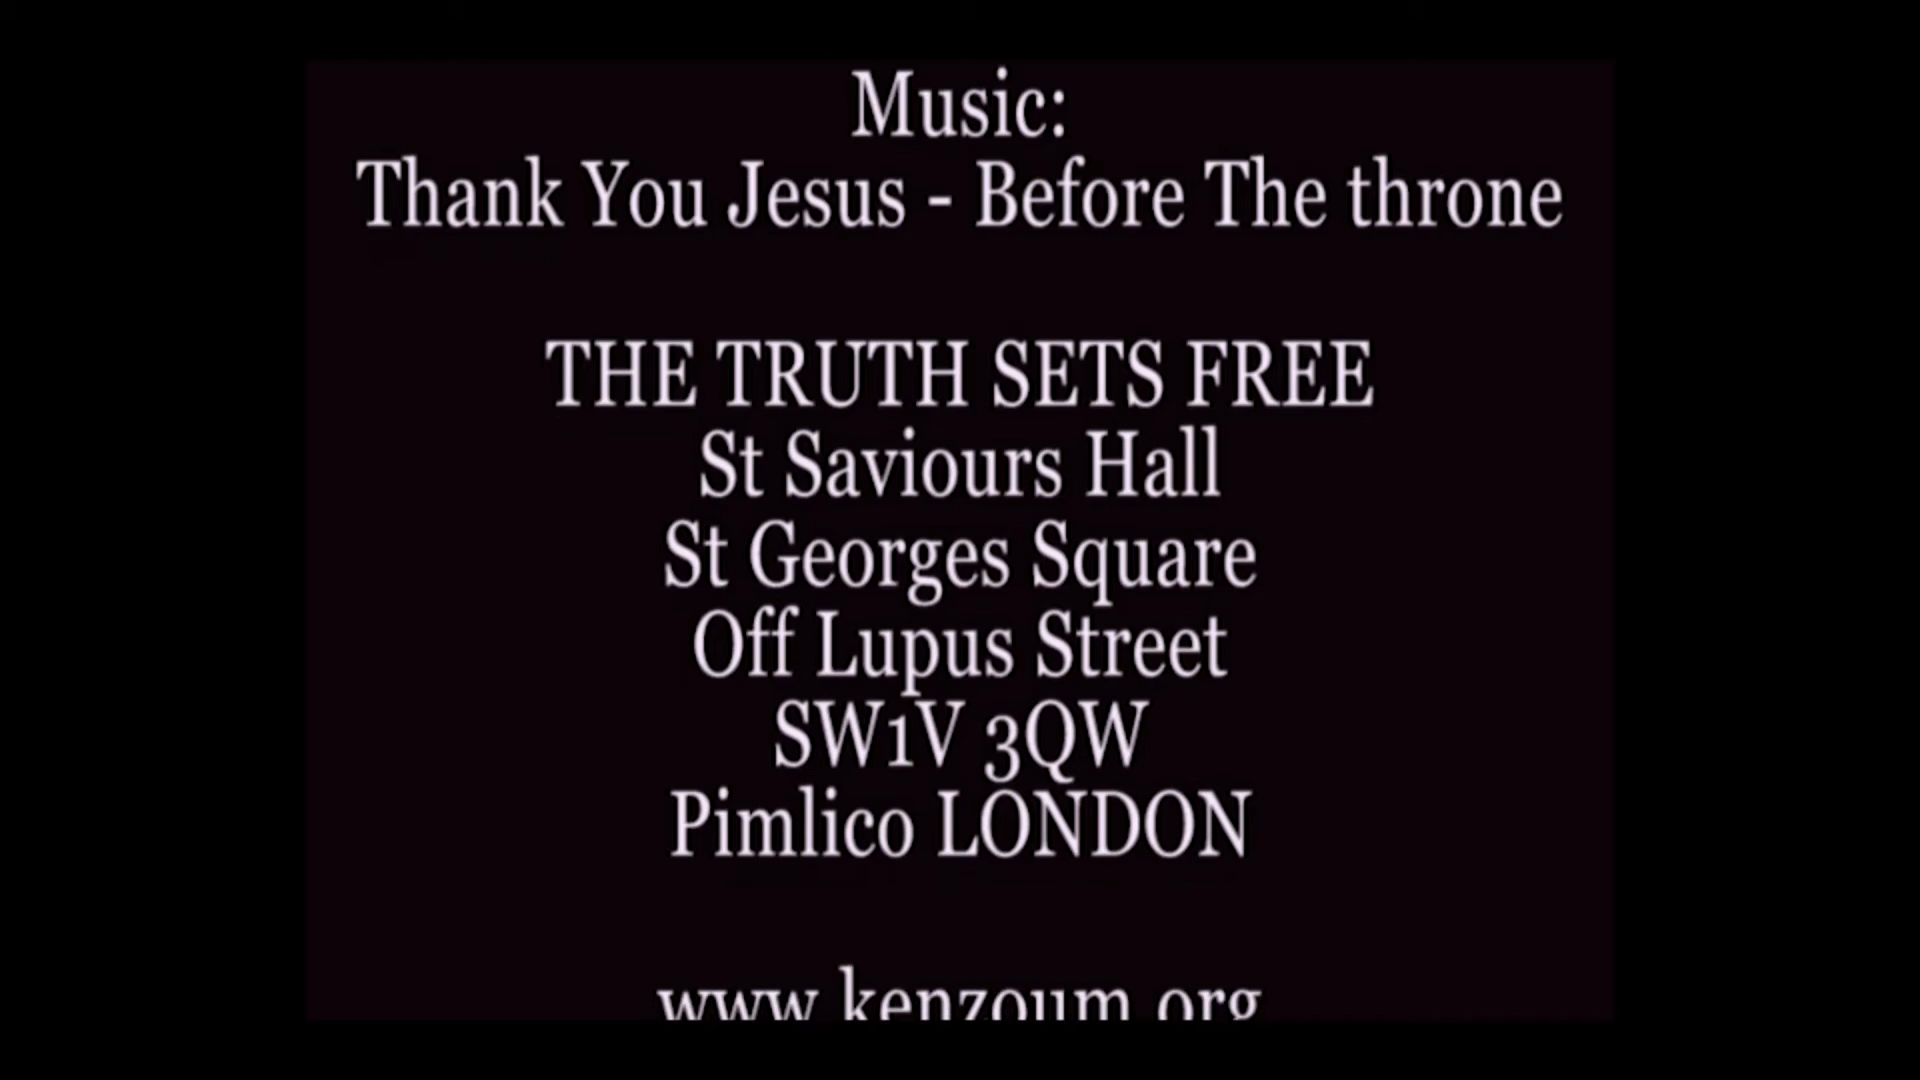 Music:
Thank You Jesus - Before The throne
THE TRUTH SETS FREE
St Saviours Hall
St Georges Square
Off Lupus Street
SW1V 3QW
Pimlico LONDON
www.kenzoum.org